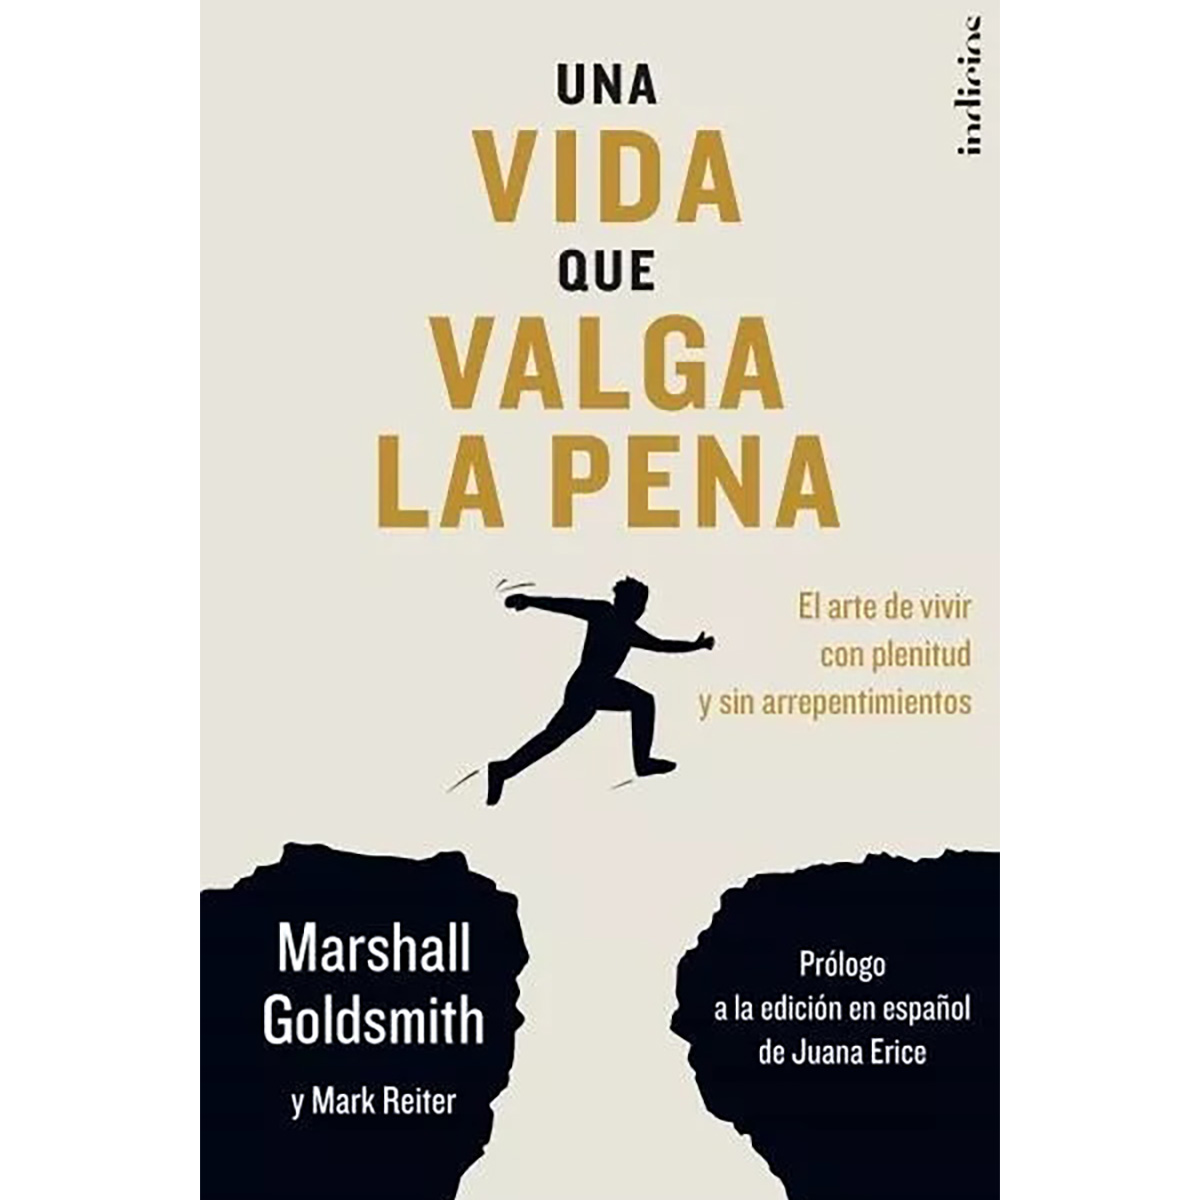 indicios
UNA
VIDA
QUE
VALGA
LA PENA
El arte de vivir
con plenitud
y sin arrepentimientos
Marshall
Goldsmith
y Mark Reiter
Prólogo
a la edición en español
de Juana Erice